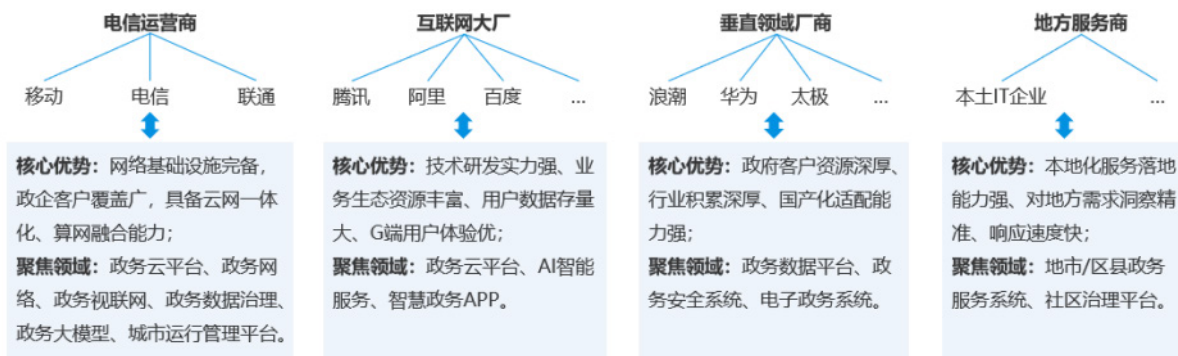 电信运营商
移动
电信
联通
核心优势：网络基础设施完备，
政企客户覆盖广，具备云网一体
化、算网融合能力；
聚焦领域：政务云平台、政务网
络、政务视联网、政务数据治理、
政务大模型、城市运行管理平台。
互联网大厂
腾讯
阿里
百度
...
核心优势：技术研发实力强、业
务生态资源丰富、用户数据存量
大、G端用户体验优；
聚焦领域：政务云平台、AI智能
服务、智慧政务APP。
垂直领域厂商
浪潮
华为
太极
...
核心优势：政府客户资源深厚、
行业积累深厚、国产化适配能
力强；
聚焦领域：政务数据平台、政
务安全系统、电子政务系统。
地方服务商
本土IT企业
...
核心优势：本地化服务落地
能力强、对地方需求洞察精
准、响应速度快；
聚焦领域：地市/区县政务
服务系统、社区治理平台。